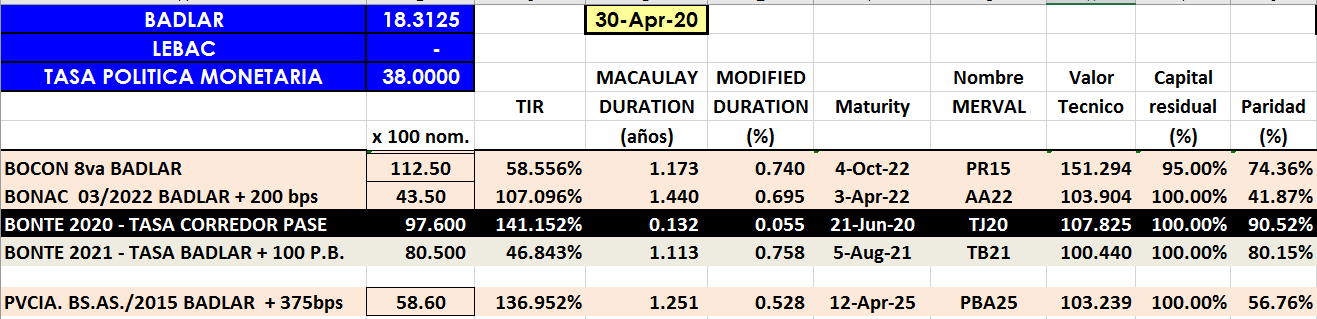 BADLAR 18.3125 30-Apr-20
LEBAC -
TASA POLITICA MONETARIA 38.0000 MACAULAY MODIFIED Nombre Valor Capital
TIR DURATION DURATION Maturity MERVAL Tecnico residual Paridad
x 100 nom. (años) (%) (%) (%)
BOCON 8va BADLAR 112.50 58.556% 1.173 0.740 4-Oct-22 PR15 151.294 95.00% 74.36%
BONAC 03/2022 BADLAR + 200 bps 43.50 107.096% 1.440 0.695 3-Apr-22 AA22 103.904 100.00% 41.87%
BONTE 2020 - TASA CORREDOR PASE 97.600 141.152% 0.132 0.055 21-Jun-20 TJ20 107.825 100.00% 90.52%
BONTE 2021 - TASA BADLAR + 100 P.B. 80.500 46.843% 1.113 0.758 5-Aug-21 TB21 100.440 100.00% 80.15%
PVCIA. BS.AS./2015 BADLAR + 375bps 58.60 136.952% 1.251 0.528 12-Apr-25 PBA25 103.239 100.00% 56.76%